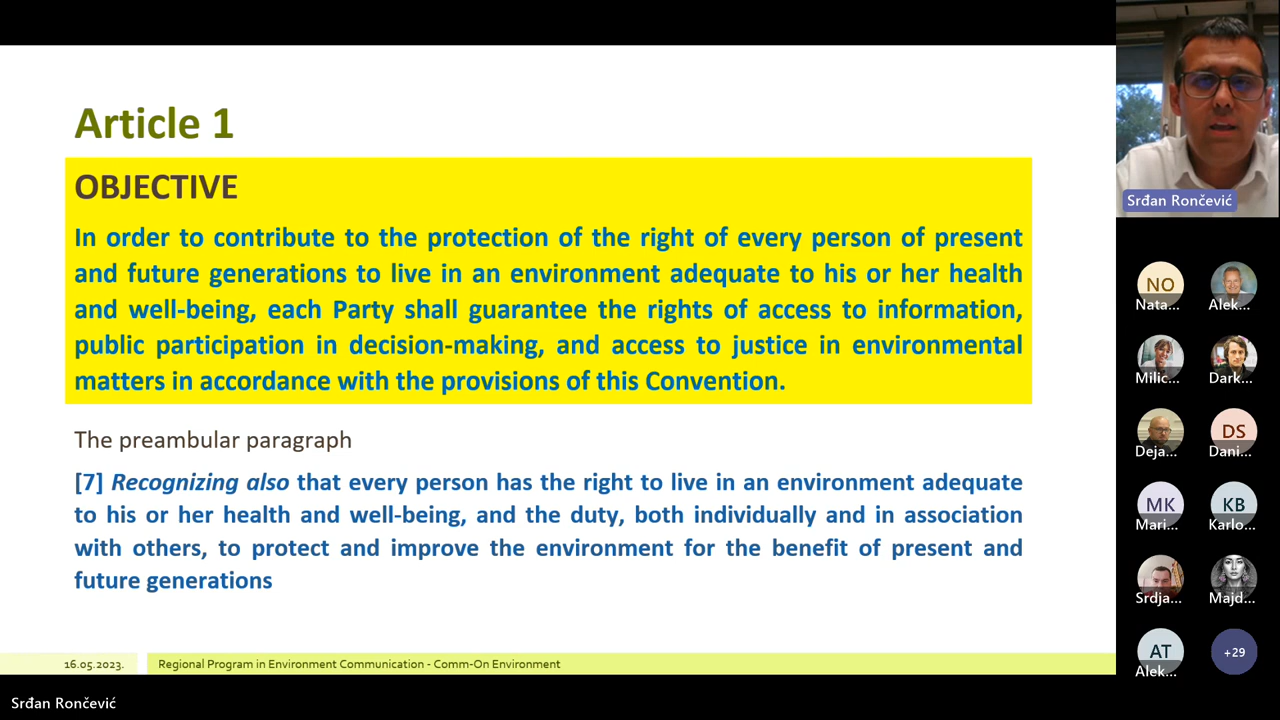 Article 1
OBJECTIVE
In order to contribute to the protection of the right of every person of present
and future generations to live in an environment adequate to his or her health
and well-being, each Party shall guarantee the rights of access to information,
public participation in decision-making, and access to justice in environmental
matters in accordance with the provisions of this Convention.
The preambular paragraph
[7] Recognizing also that every person has the right to live in an environment adequate
to his or her health and well-being, and the duty, both individually and in association
with others, to protect and improve the environment for the benefit of present and
future generations
16.05.2023.
Regional Program in Environment Communication - Comm-On Environment
Srđan Rončević
Srđan Rončević
NO
Nata...
Alek...
Milic...
Dark...
Deja...
DS
Dani...
MK
Mari...
KB
Karlo...
Srdja...
Majd...
AT
Alek...
+29